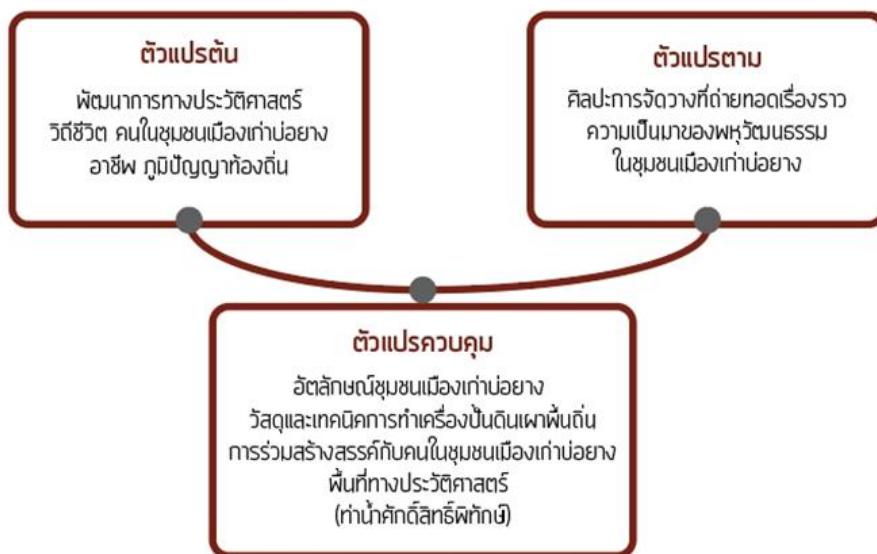 ตัวแปรต้น
พัฒนาการทางประวัติศาสตร์
วิถีชีวิต คนในชุมชนเมืองเก่าบ่อยาง
อาชีพ ภูมิปัญญาท้องถิ่น
ตัวแปรตาม
ศิลปะการจัดวางที่ถ่ายทอดเรื่องราว
ความเป็นมาของพหุวัฒนธรรม
ในชุมชนเมืองเก่าบ่อยาง
ตัวแปรควบคุม
อัตลักษณ์ชุมชนเมืองเก่าบ่อยาง
วัสดุและเทคนิคการทำเครื่องปั้นดินเผาพื้นถิ่น
การร่วมสร้างสรรค์กับคนในชุมชนเมืองเก่าบ่อยาง
พื้นที่ทางประวัติศาสตร์
(ท่าน้ำศักดิ์สิทธิ์พิทักษ์)